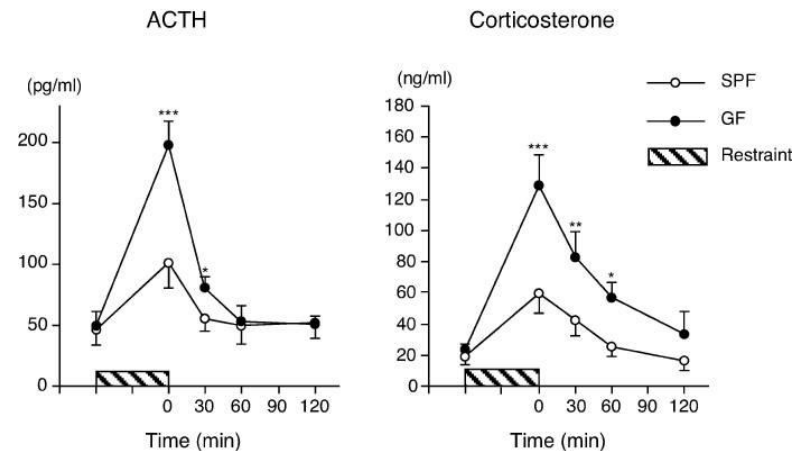 ACTH
(pg/ml)
200
150
100
50
0
***
*
0 30 60 90 120
Time (min)
Corticosterone
(ng/ml)
180
160
140
120
100
80
60
40
20
0
***
**
*
0 30 60 90 120
Time (min)
SPF
GF
Restraint